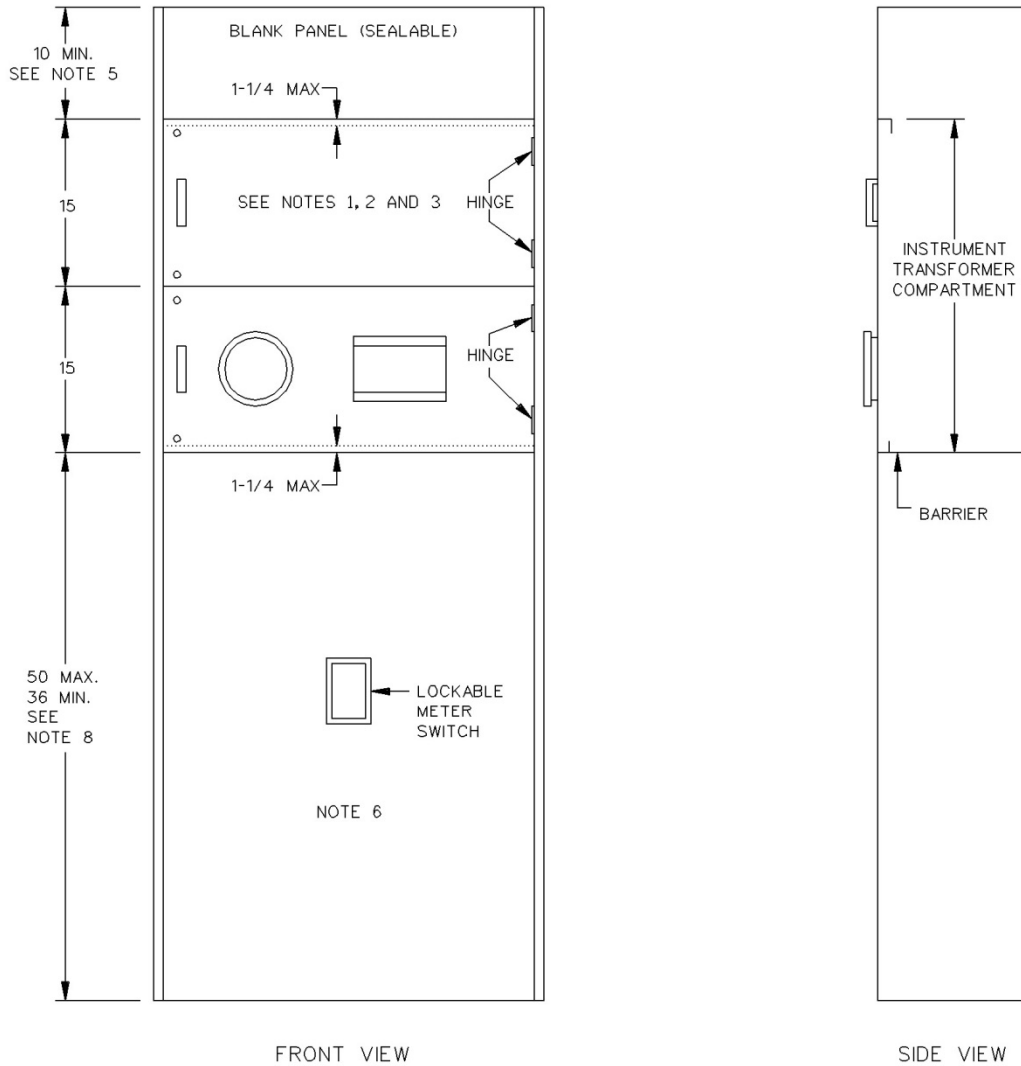 BLANK PANEL (SEALABLE)
10 MIN.
SEE NOTE 5
1-1/4 MAX
15
SEE NOTES 1, 2 AND 3
HINGE
INSTRUMENT
TRANSFORMER
COMPARTMENT
15
HINGE
1-1/4 MAX
BARRIER
50 MAX.
36 MIN.
SEE
NOTE 8
LOCKABLE
METER
SWITCH
NOTE 6
FRONT VIEW
SIDE VIEW